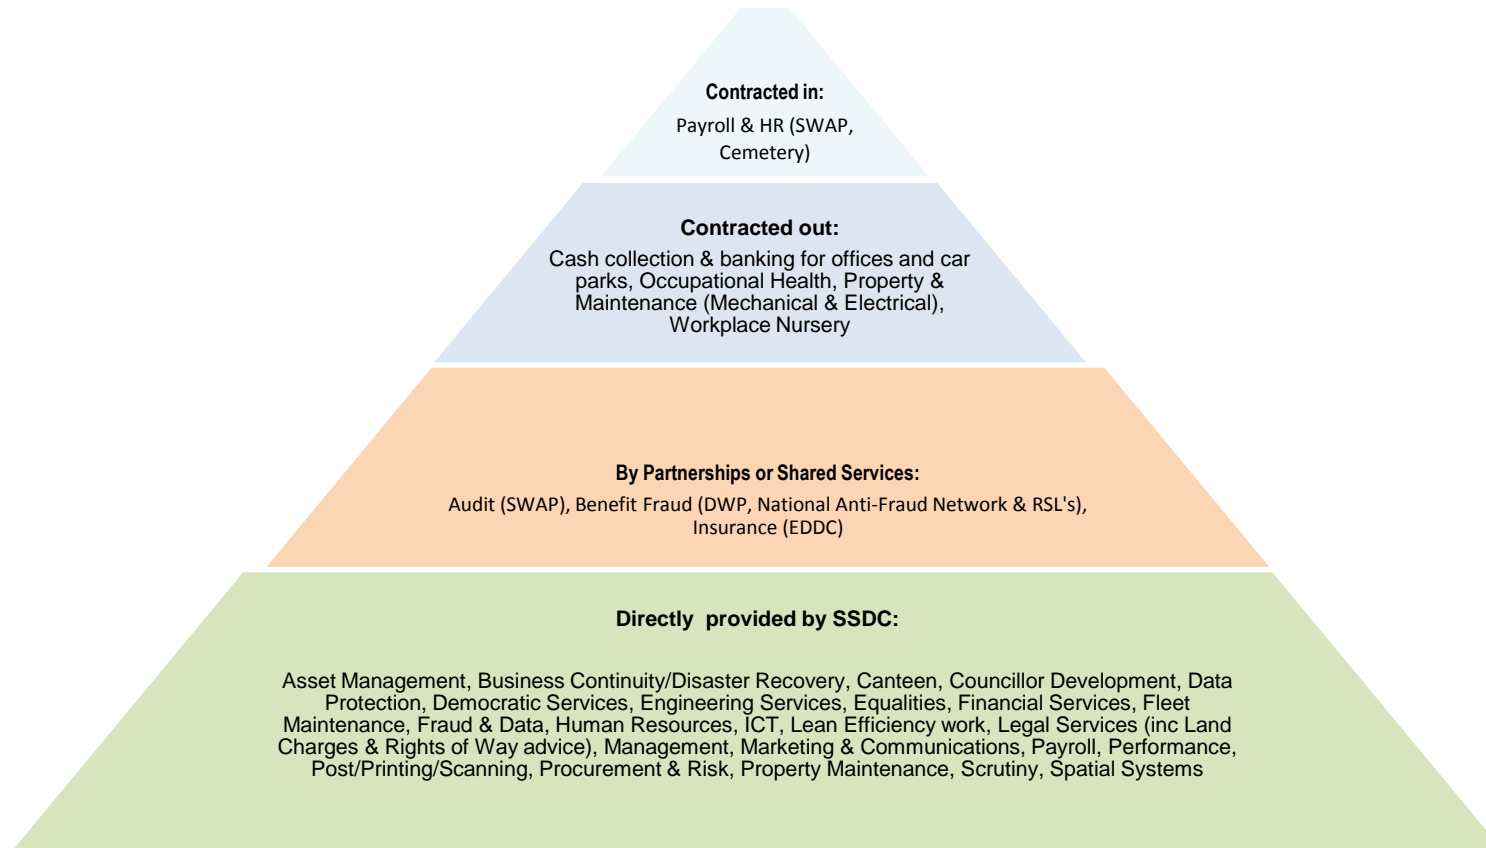 Contracted in:
Payroll & HR (SWAP,
Cemetery)
Contracted out:
Cash collection & banking for offices and car
parks, Occupational Health, Property &
Maintenance (Mechanical & Electrical),
Workplace Nursery
By Partnerships or Shared Services:
Audit (SWAP), Benefit Fraud (DWP, National Anti-Fraud Network & RSL's),
Insurance (EDDC)
Directly  provided by SSDC:
Asset Management, Business Continuity/Disaster Recovery, Canteen, Councillor Development, Data
Protection, Democratic Services, Engineering Services, Equalities, Financial Services, Fleet
Maintenance, Fraud & Data, Human Resources, ICT, Lean Efficiency work, Legal Services (inc Land
Charges & Rights of Way advice), Management, Marketing & Communications, Payroll, Performance,
Post/Printing/Scanning, Procurement & Risk, Property Maintenance, Scrutiny, Spatial Systems